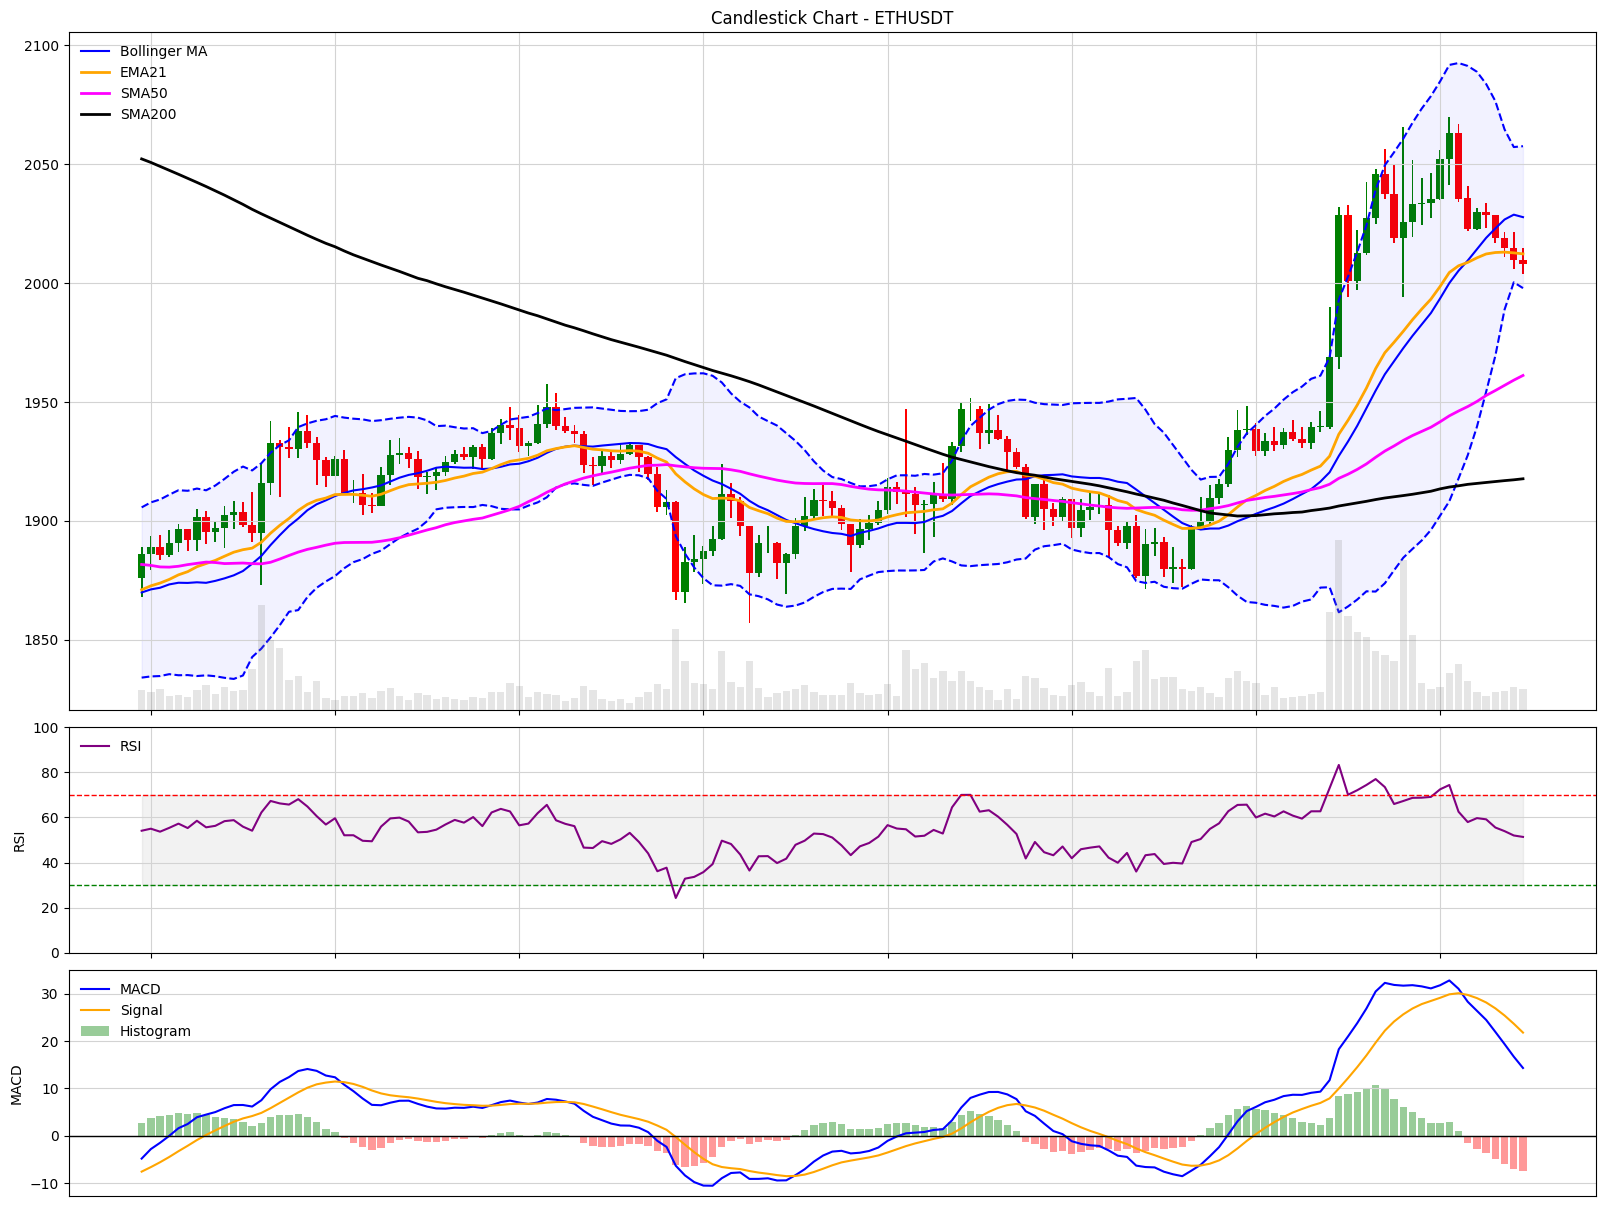 Candlestick Chart - ETHUSDT
Bollinger MA
EMA21
SMA50
SMA200
2100
2050
2000
1950
1900
1850
RSI
RSI
100
80
60
40
20
0
MACD
Signal
Histogram
MACD
30
20
10
0
−10